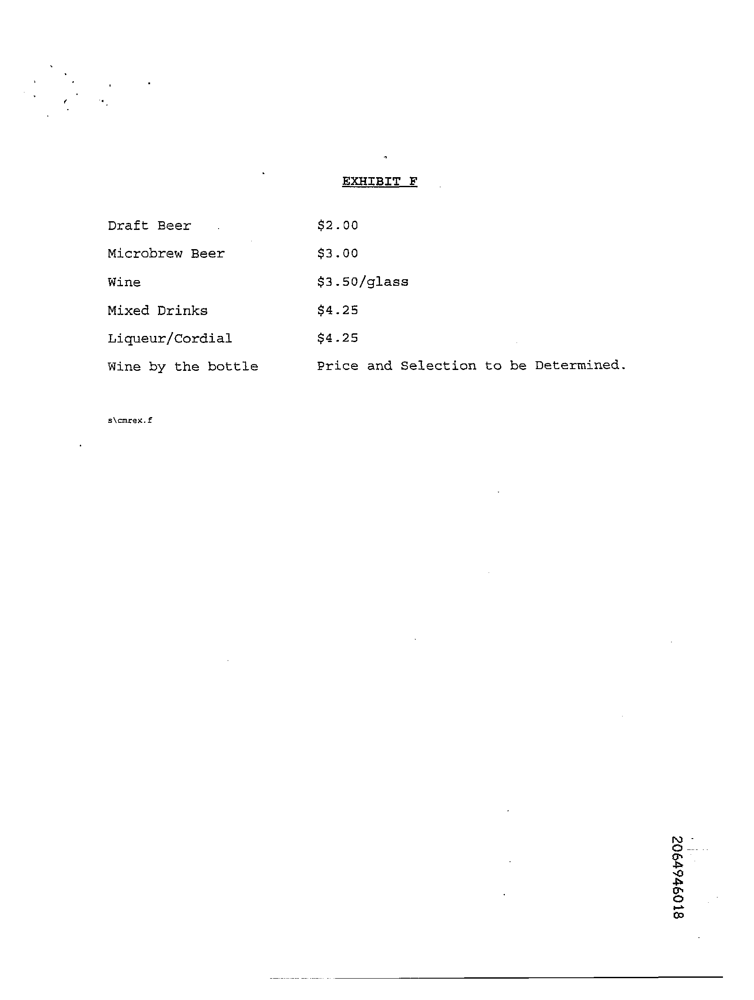 EXHIBIT F
Draft Beer $2.00
Microbrew Beer $3.00
Wine $3.50/glass
Mixed Drinks $4.25
Liqueur/Cordial $4.25
Wine by the bottle Price and Selection to be Determined.
s\cmrex.f
2064946018